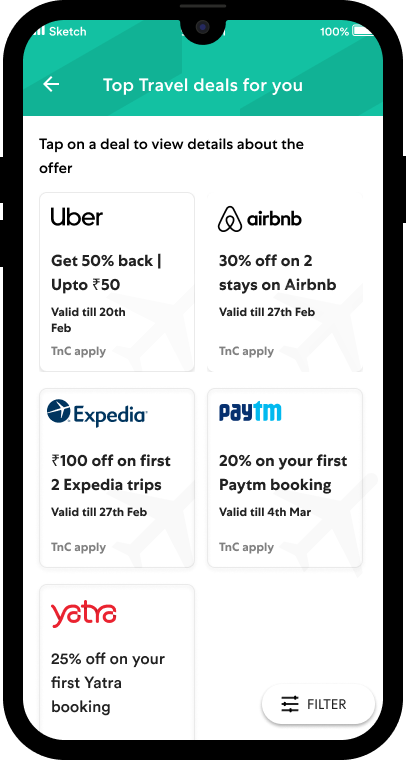 Sketch
100%
Top Travel deals for you
Tap on a deal to view details about the
offer
Uber
Get 50% back |
Upto ₹50
Valid till 20th
Feb
TnC apply
airbnb
30% off on 2
stays on Airbnb
Valid till 27th Feb
TnC apply
Expedia
₹100 off on first
2 Expedia trips
Valid till 27th Feb
TnC apply
paytm
20% on your first
Paytm booking
Valid till 4th Mar
TnC apply
yatra
25% off on your
first Yatra
booking
FILTER